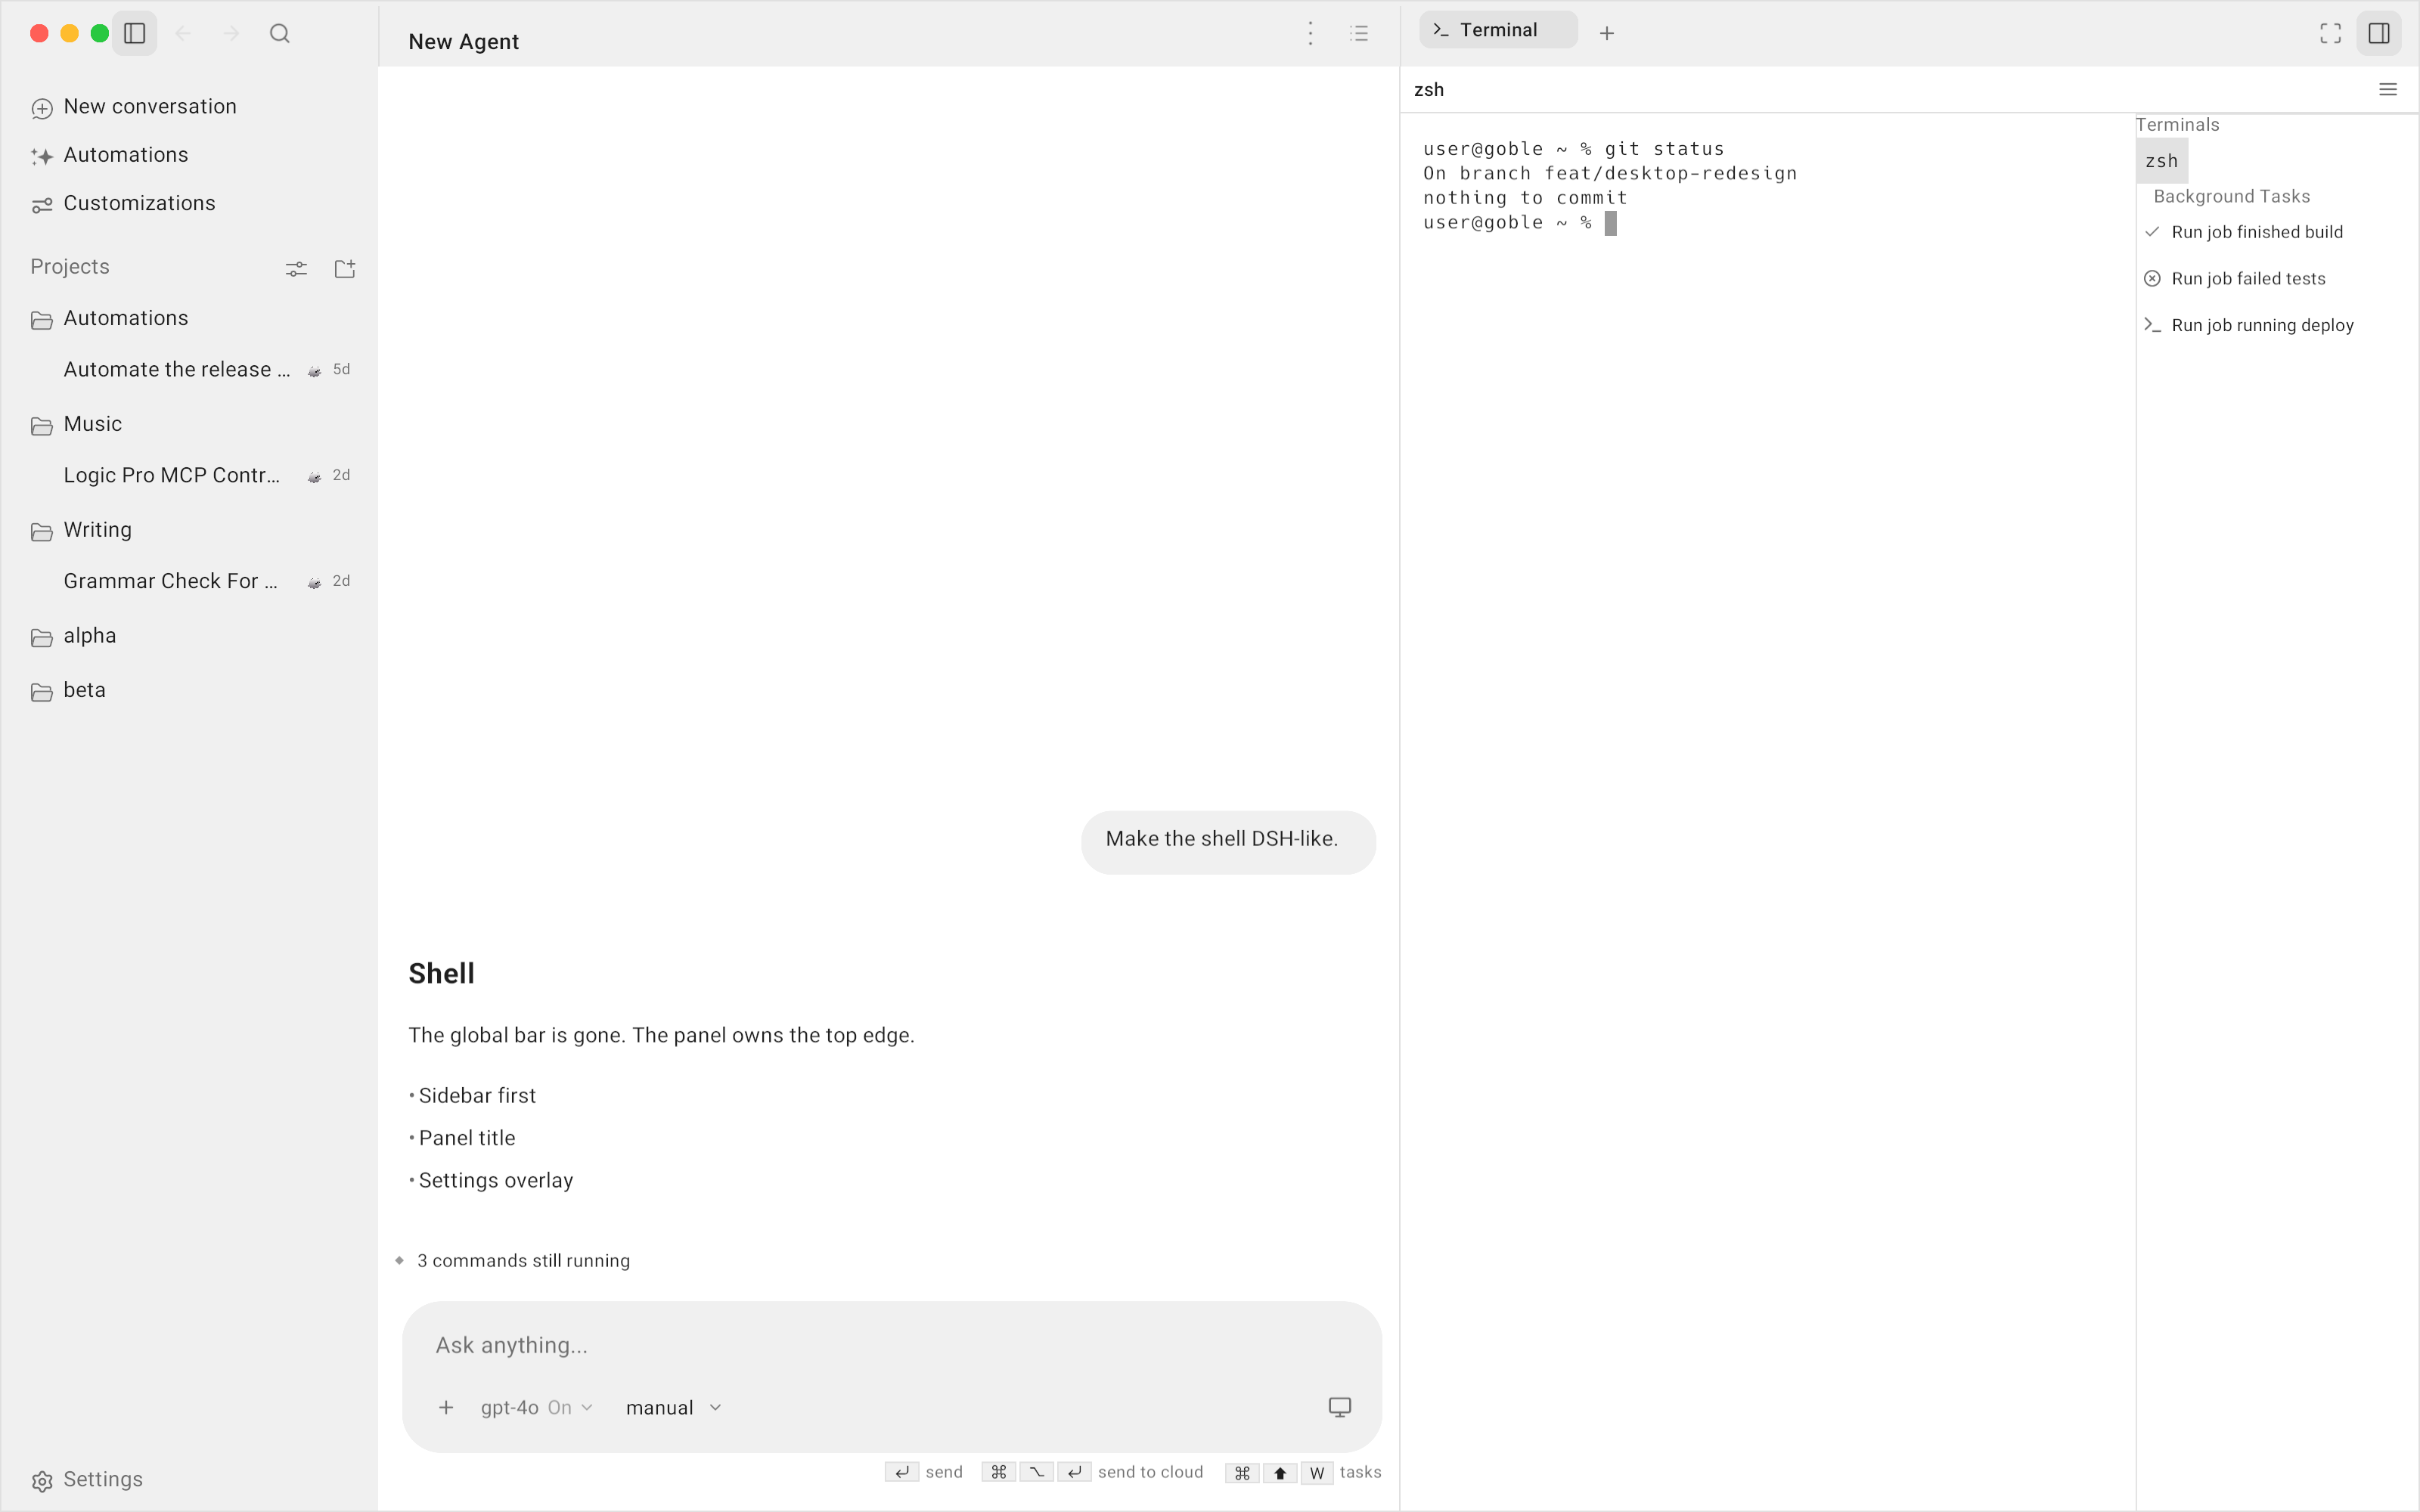 New conversation
Automations
Customizations
Projects
Automations
Automate the release ... 5d
Music
Logic Pro MCP Contr... 2d
Writing
Grammar Check For ... 2d
alpha
beta
Settings
New Agent
Make the shell DSH-like.
Shell
The global bar is gone. The panel owns the top edge.
• Sidebar first
• Panel title
• Settings overlay
3 commands still running
Ask anything...
gpt-4o On manual
send ⌘ ⌥ send to cloud ⌘ W tasks
Terminal
zsh
user@goble ~ % git status
On branch feat/desktop-redesign
nothing to commit
user@goble ~ %
Terminals
zsh
Background Tasks
Run job finished build
Run job failed tests
Run job running deploy